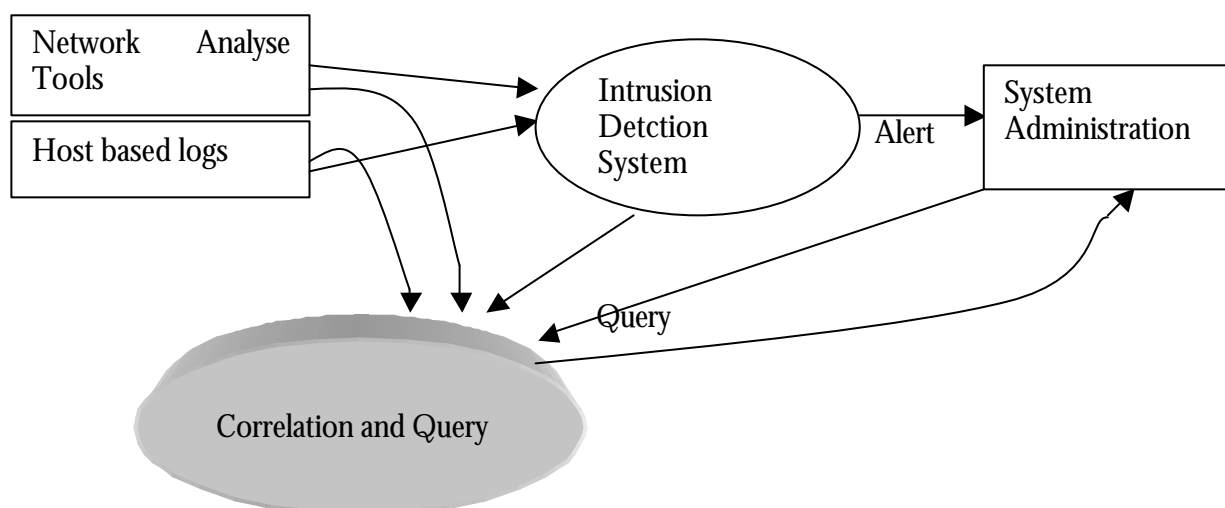 Network Analyse
Tools
Host based logs
Intrusion
Detction
System
Alert
System
Administration
Query
Correlation and Query